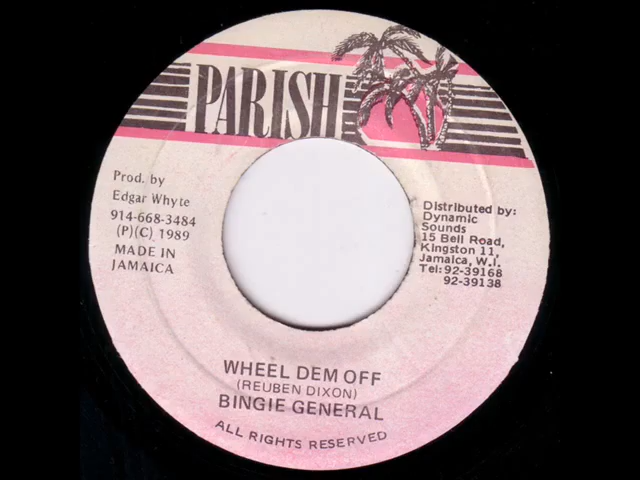 PARISH
Prod. by
Edgar Whyte
914-668-3484
(P)(C) 1989
MADE IN
JAMAICA
Distributed by:
Dynamic
Sounds
15 Bell Road,
Kingston 11,
Jamaica, W.I.
Tel: 92-39168
92-39138
WHEEL DEM OFF
(REUBEN DIXON)
BINGIE GENERAL
ALL RIGHTS RESERVED